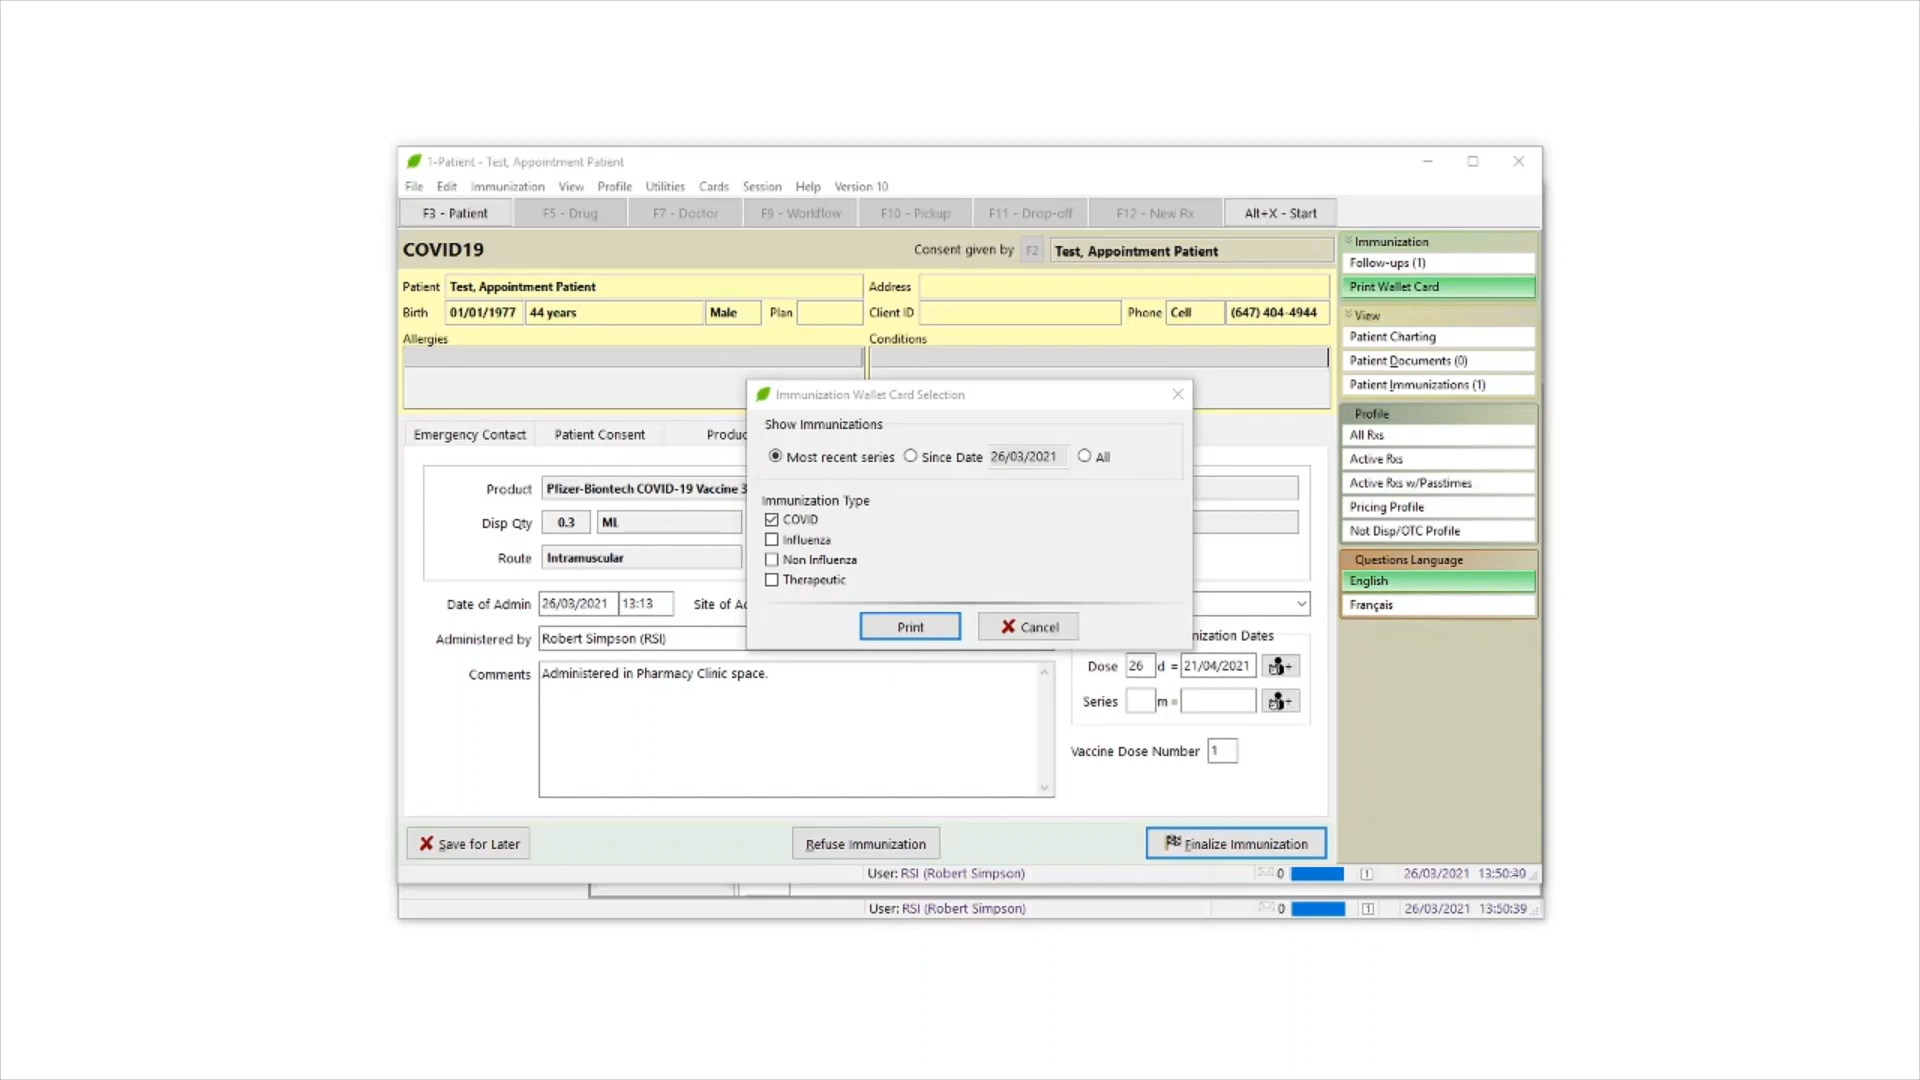 1-Patient - Test, Appointment Patient
File Edit Immunization View Profile Utilities Cards Session Help Version 10
F3 - Patient F5 - Drug F7 - Doctor F9 - Workflow F10 - Pickup F11 - Drop-off F12 - New Rx Alt+X - Start
COVID19 Consent given by F2 Test, Appointment Patient
Patient Test, Appointment Patient Address
Birth 01/01/1977 44 years Male Plan Client ID Phone Cell (647) 404-4944
Allergies Conditions
Emergency Contact Patient Consent
Product Pfizer-Biontech COVID-19 Vaccine 3
Disp Qty 0.3 ML
Route Intramuscular
Date of Admin 26/03/2021 13:13 Site of
Administered by Robert Simpson (RSI)
Comments Administered in Pharmacy Clinic space.
Immunization Wallet Card Selection
Show Immunizations
Most recent series Since Date 26/03/2021 All
Immunization Type
COVID
Influenza
Non Influenza
Therapeutic
Print Cancel
nization Dates
Dose 26 d = 21/04/2021
Series m =
Vaccine Dose Number 1
Save for Later Refuse Immunization Finalize Immunization
User: RSI (Robert Simpson) 0 1 26/03/2021 13:50:49
User: RSI (Robert Simpson) 0 1 26/03/2021 13:50:39
Immunization
Follow-ups (1)
Print Wallet Card
View
Patient Charting
Patient Documents (0)
Patient Immunizations (1)
Profile
All Rxs
Active Rxs
Active Rxs w/Passtimes
Pricing Profile
Not Disp/OTC Profile
Questions Language
English
Français